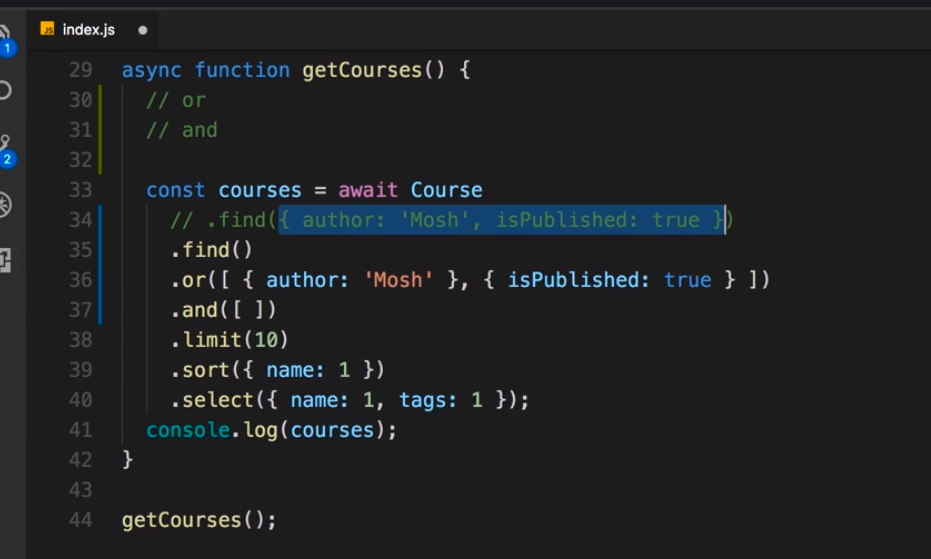 JS index.js
1
2
29 async function getCourses() {
30 // or
31 // and
32
33 const courses = await Course
34 // .find({ author: 'Mosh', isPublished: true })
35 .find()
36 .or([ { author: 'Mosh' }, { isPublished: true } ])
37 .and([ ])
38 .limit(10)
39 .sort({ name: 1 })
40 .select({ name: 1, tags: 1 });
41 console.log(courses);
42 }
43
44 getCourses();